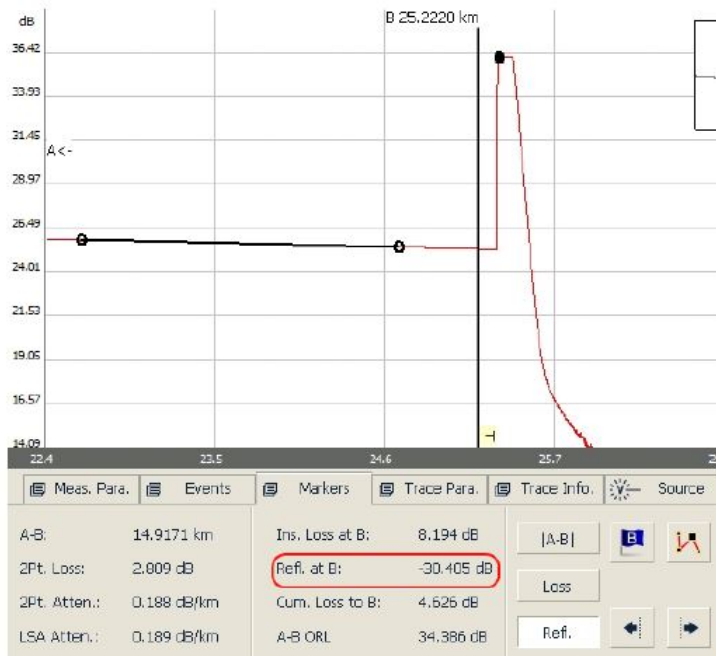 dB
B 25.2220 km
36.42
33.93
31.45
A<-
28.97
26.49
24.01
21.53
19.05
16.57
14.09
22.4 23.5 24.6 25.7
Meas. Para. Events Markers Trace Para. Trace Info. Source
A-B: 14.9171 km Ins. Loss at B: 8.194 dB |A-B| B
2Pt. Loss: 2.809 dB Refl. at B: -30.405 dB
Loss
2Pt. Atten.: 0.188 dB/km Cum. Loss to B: 4.626 dB
LSA Atten.: 0.189 dB/km A-B ORL 34.386 dB Refl.